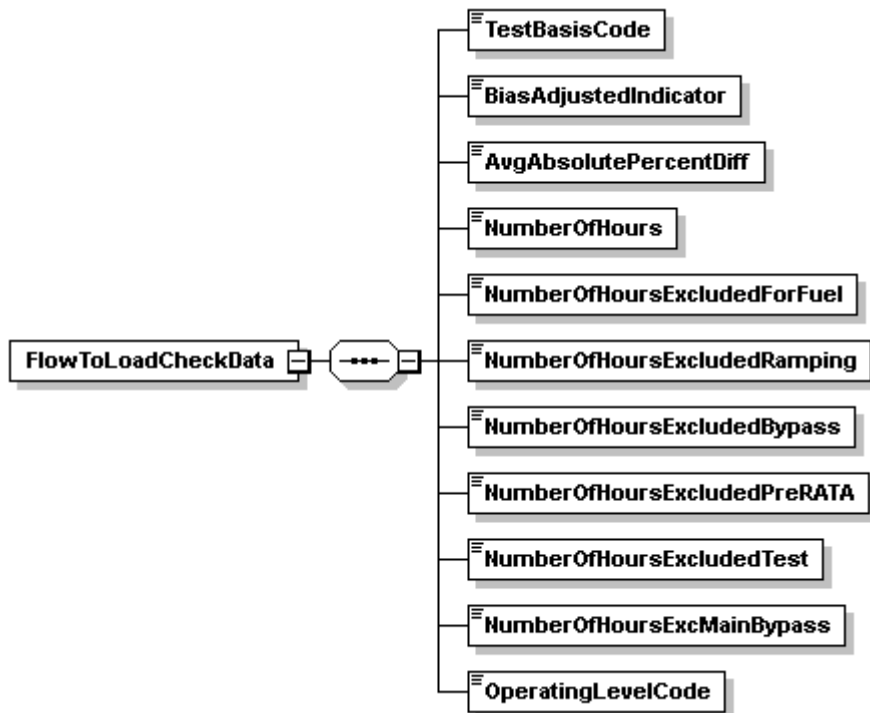 TestBasisCode
BiasAdjustedIndicator
AvgAbsolutePercentDiff
NumberOfHours
NumberOfHoursExcludedForFuel
FlowToLoadCheckData
NumberOfHoursExcludedRamping
NumberOfHoursExcludedBypass
NumberOfHoursExcludedPreRATA
NumberOfHoursExcludedTest
NumberOfHoursExcMainBypass
OperatingLevelCode